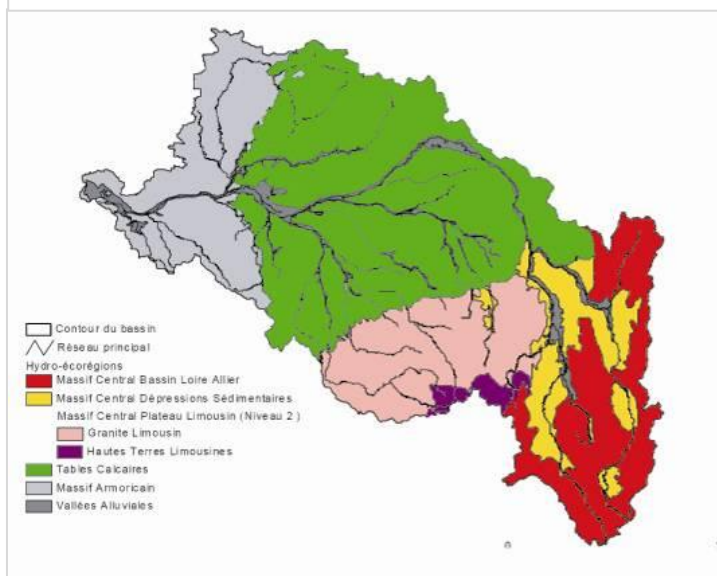 Contour du bassin
Réseau principal
Hydro-écorégions
Massif Central Bassin Loire Allier
Massif Central Dépressions Sédimentaires
Massif Central Plateau Limousin (Niveau 2 )
Granite Limousin
Hautes Terres Limousines
Tables Calcaires
Massif Armoricain
Vallées Alluviales
0